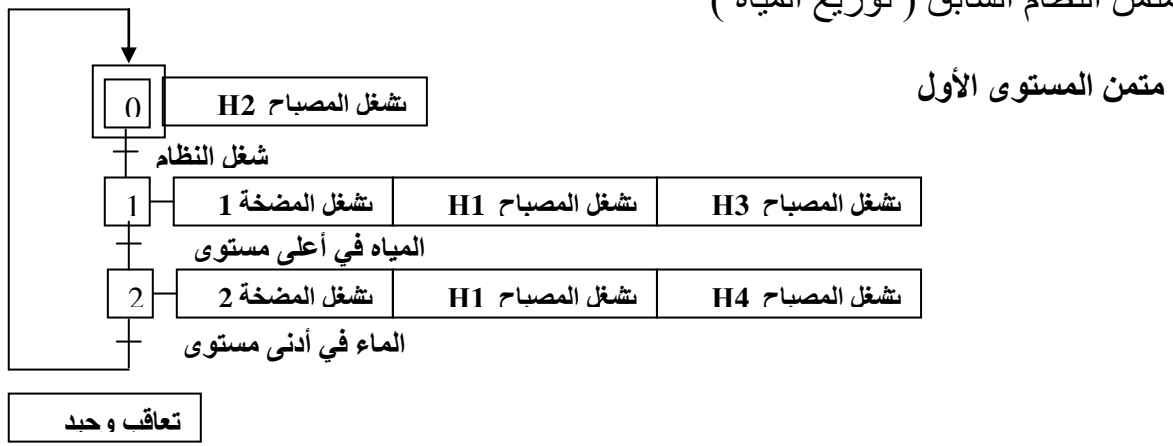 متمن النظام السابق ( توزيع المياه )
متمن المستوى الأول
0 تشغل المصباح H2
شغل النظام
1 تشغل المضخة 1 تشغل المصباح H1 تشغل المصباح H3
المياه في أعلى مستوى
2 تشغل المضخة 2 تشغل المصباح H1 تشغل المصباح H4
الماء في أدنى مستوى
تعاقب وحيد